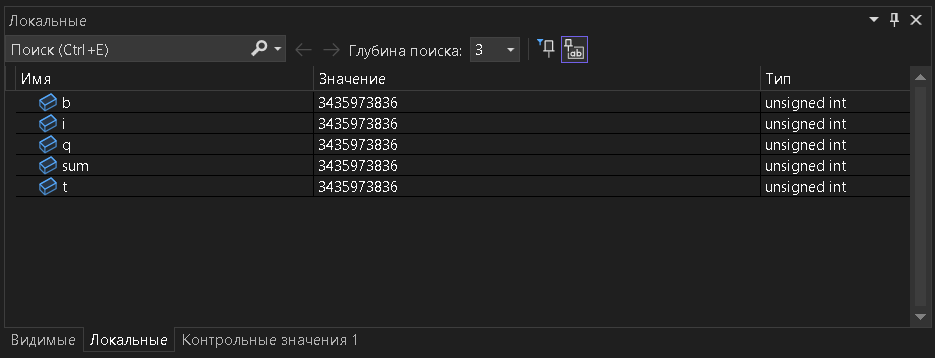 Локальные
Поиск (Ctrl+E) Глубина поиска: 3
Имя Значение Тип
b 3435973836 unsigned int
i 3435973836 unsigned int
q 3435973836 unsigned int
sum 3435973836 unsigned int
t 3435973836 unsigned int
Видимые Локальные Контрольные значения 1